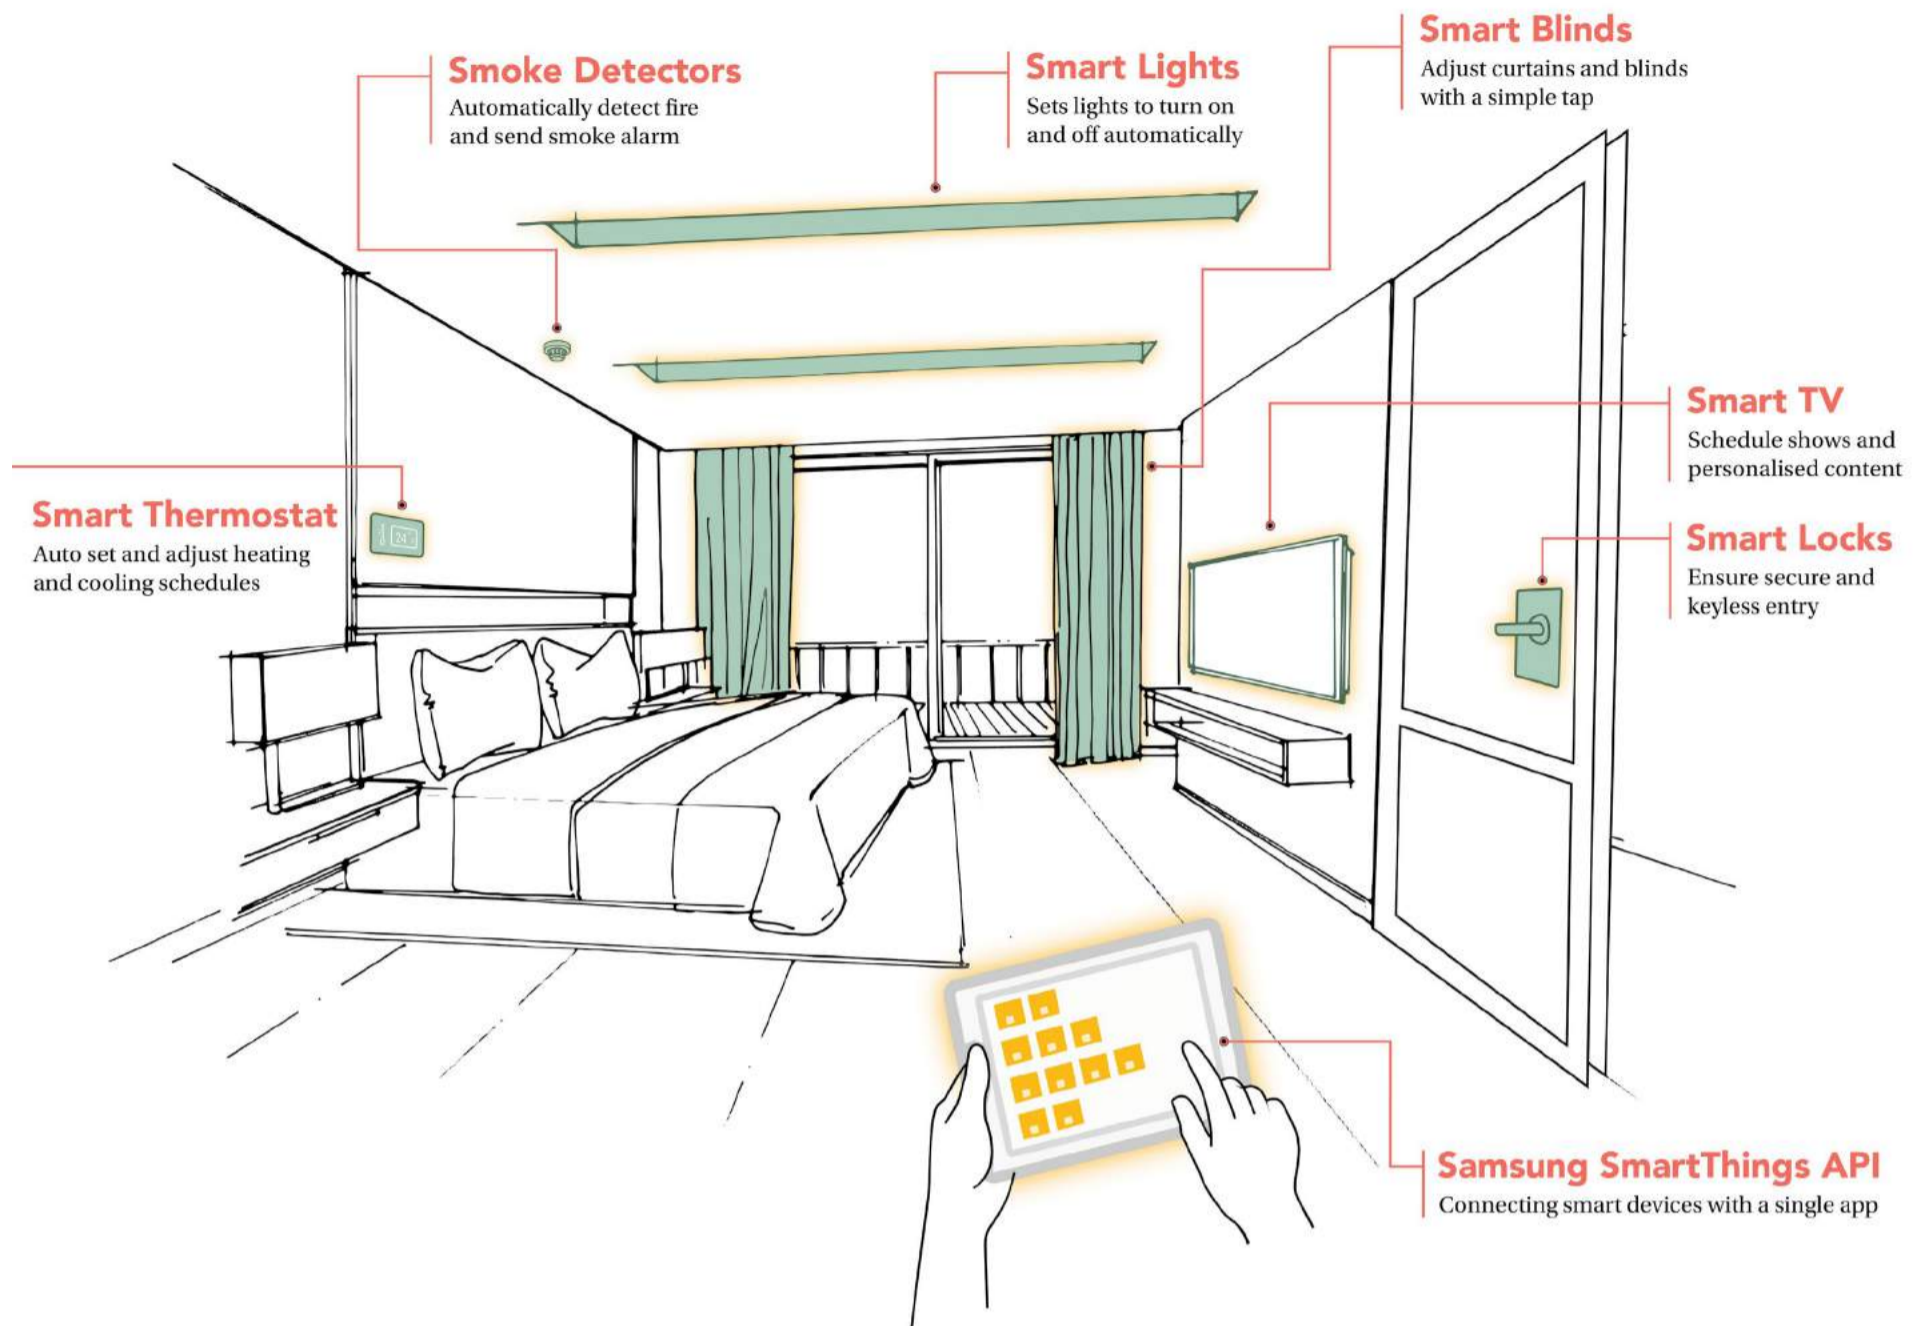 Smart Blinds
Adjust curtains and blinds
with a simple tap
Smoke Detectors
Automatically detect fire
and send smoke alarm
Smart Lights
Sets lights to turn on
and off automatically
Smart TV
Schedule shows and
personalised content
Smart Thermostat
Auto set and adjust heating
and cooling schedules
24°
Smart Locks
Ensure secure and
keyless entry
Samsung SmartThings API
Connecting smart devices with a single app